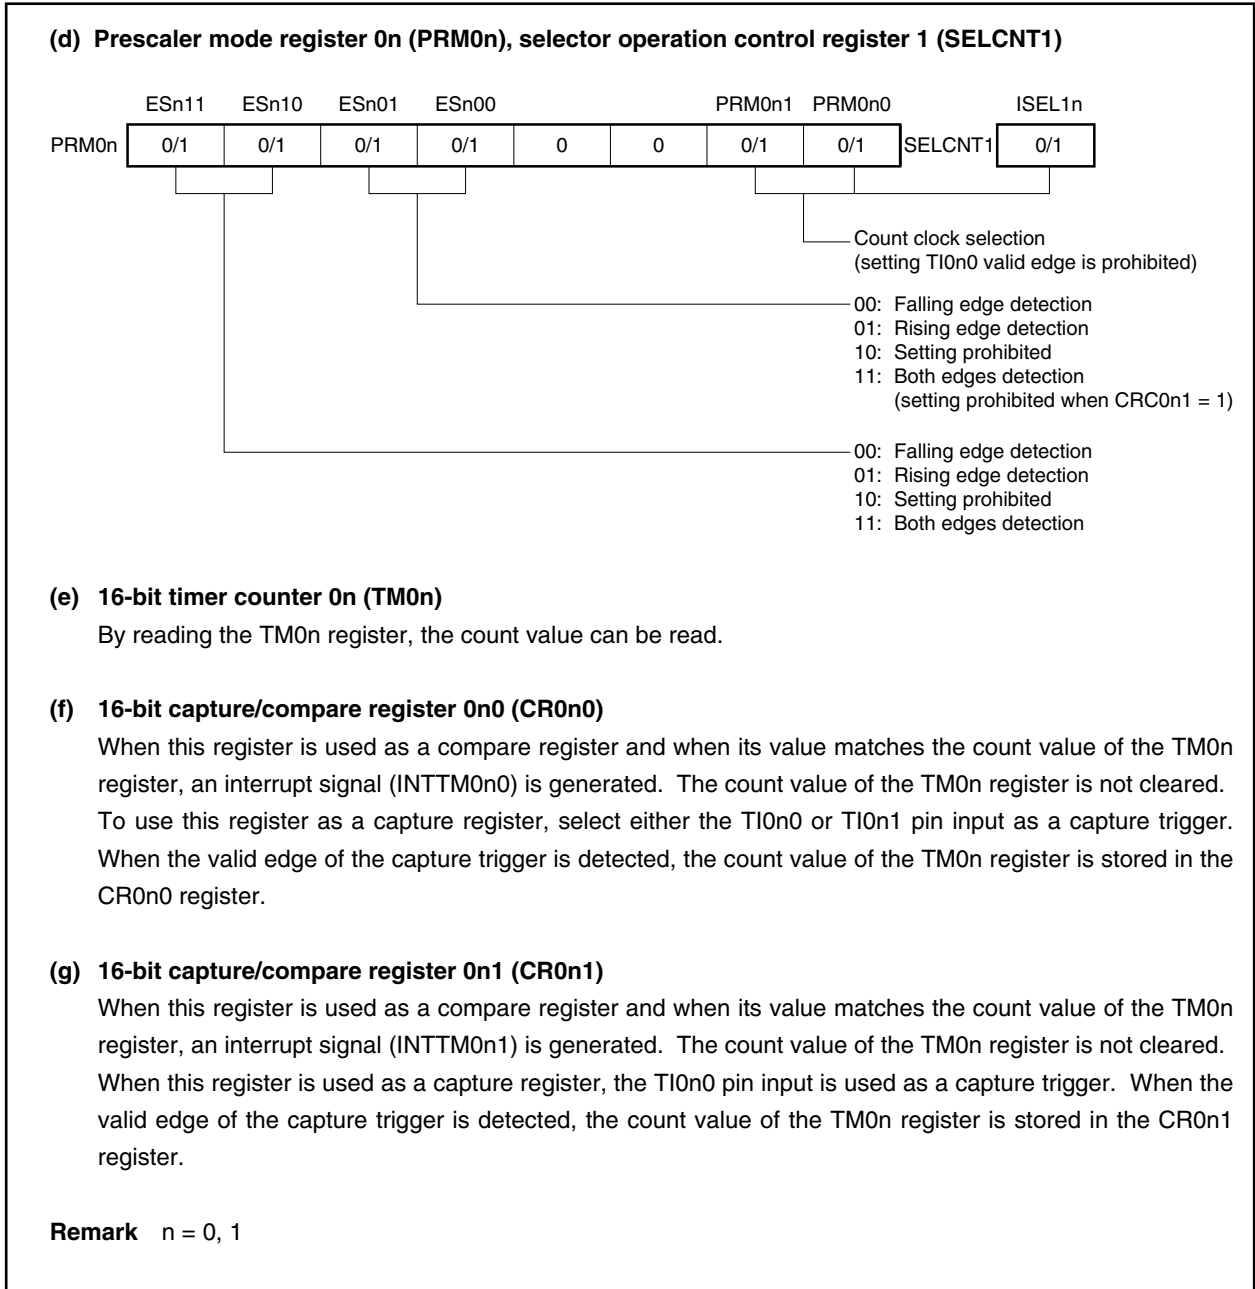 (d) Prescaler mode register 0n (PRM0n), selector operation control register 1 (SELCNT1)
ESn11 ESn10 ESn01 ESn00 PRM0n1 PRM0n0 ISEL1n
PRM0n 0/1 0/1 0/1 0/1 0 0 0/1 0/1 SELCNT1 0/1
Count clock selection
(setting TI0n0 valid edge is prohibited)
00: Falling edge detection
01: Rising edge detection
10: Setting prohibited
11: Both edges detection
(setting prohibited when CRC0n1 = 1)
00: Falling edge detection
01: Rising edge detection
10: Setting prohibited
11: Both edges detection
(e) 16-bit timer counter 0n (TM0n)
By reading the TM0n register, the count value can be read.
(f) 16-bit capture/compare register 0n0 (CR0n0)
When this register is used as a compare register and when its value matches the count value of the TM0n
register, an interrupt signal (INTTM0n0) is generated. The count value of the TM0n register is not cleared.
To use this register as a capture register, select either the TI0n0 or TI0n1 pin input as a capture trigger.
When the valid edge of the capture trigger is detected, the count value of the TM0n register is stored in the
CR0n0 register.
(g) 16-bit capture/compare register 0n1 (CR0n1)
When this register is used as a compare register and when its value matches the count value of the TM0n
register, an interrupt signal (INTTM0n1) is generated. The count value of the TM0n register is not cleared.
When this register is used as a capture register, the TI0n0 pin input is used as a capture trigger. When the
valid edge of the capture trigger is detected, the count value of the TM0n register is stored in the CR0n1
register.
Remark n = 0, 1